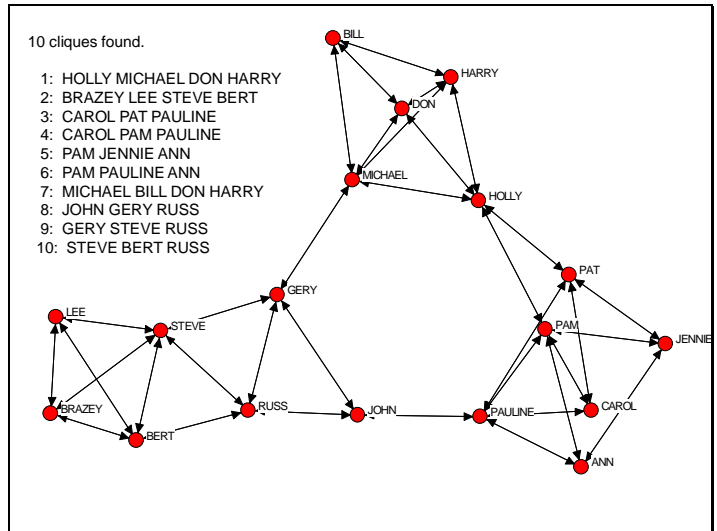 10 cliques found.
1: HOLLY MICHAEL DON HARRY
2: BRAZEY LEE STEVE BERT
3: CAROL PAT PAULINE
4: CAROL PAM PAULINE
5: PAM JENNIE ANN
6: PAM PAULINE ANN
7: MICHAEL BILL DON HARRY
8: JOHN GERY RUSS
9: GERY STEVE RUSS
10: STEVE BERT RUSS
BILL
HARRY
DON
MICHAEL
HOLLY
PAT
GERY
LEE
STEVE
PAM
JENNIE
BRAZEY
RUSS
JOHN
PAULINE
CAROL
BERT
ANN